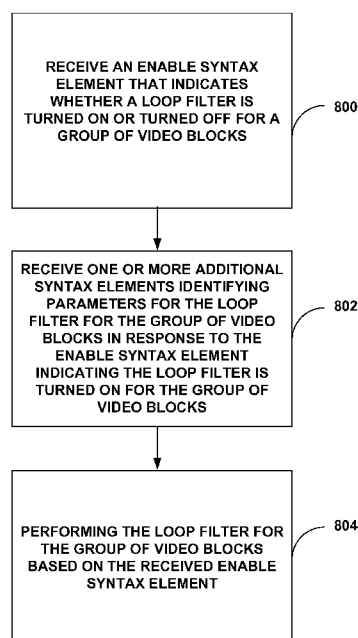 RECEIVE AN ENABLE SYNTAX
ELEMENT THAT INDICATES
WHETHER A LOOP FILTER IS
TURNED ON OR TURNED OFF FOR A
GROUP OF VIDEO BLOCKS
800
RECEIVE ONE OR MORE ADDITIONAL
SYNTAX ELEMENTS IDENTIFYING
PARAMETERS FOR THE LOOP
FILTER FOR THE GROUP OF VIDEO
BLOCKS IN RESPONSE TO THE
ENABLE SYNTAX ELEMENT
INDICATING THE LOOP FILTER IS
TURNED ON FOR THE GROUP OF
VIDEO BLOCKS
802
PERFORMING THE LOOP FILTER FOR
THE GROUP OF VIDEO BLOCKS
BASED ON THE RECEIVED ENABLE
SYNTAX ELEMENT
804